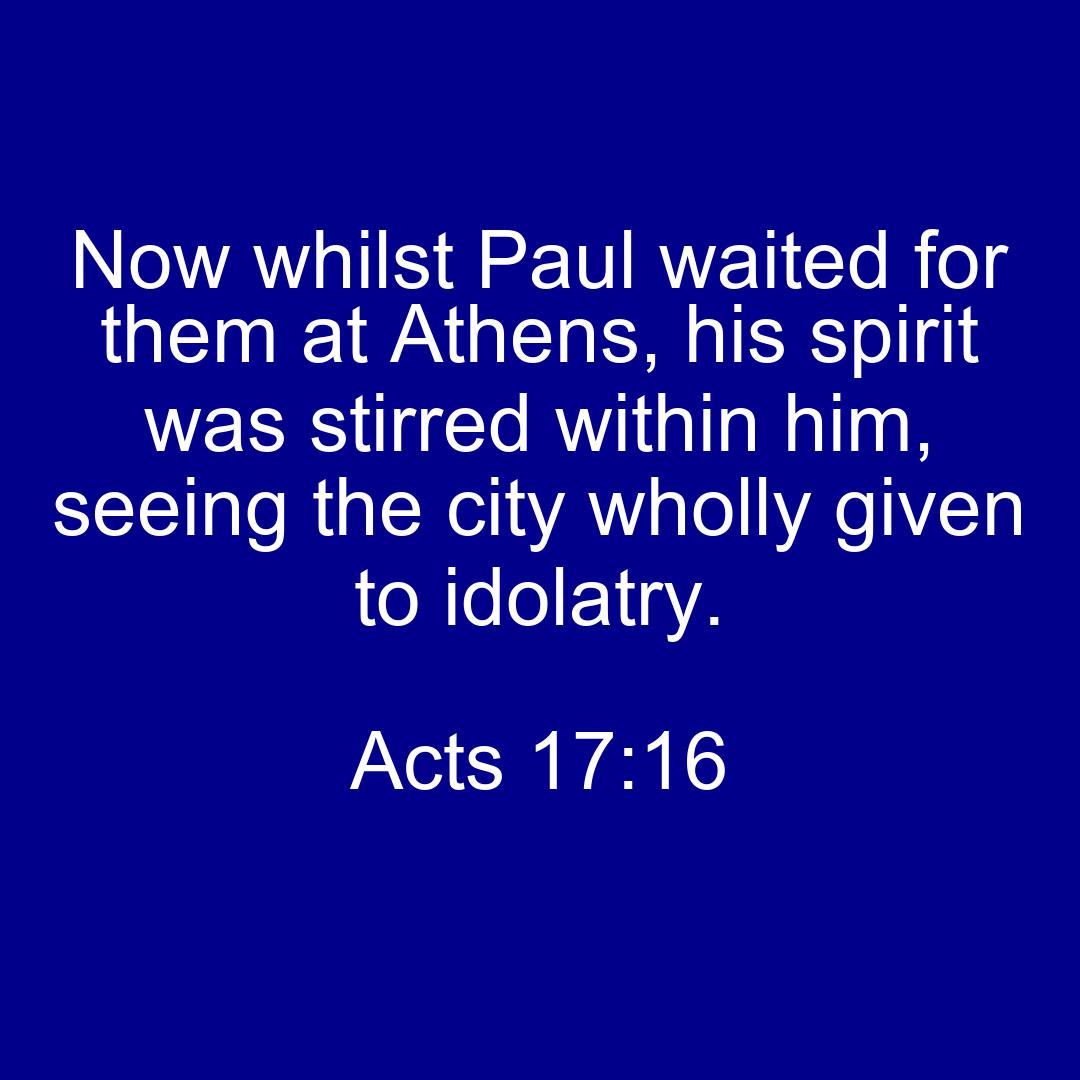 Now whilst Paul waited for
them at Athens, his spirit
was stirred within him,
seeing the city wholly given
to idolatry.
Acts 17:16